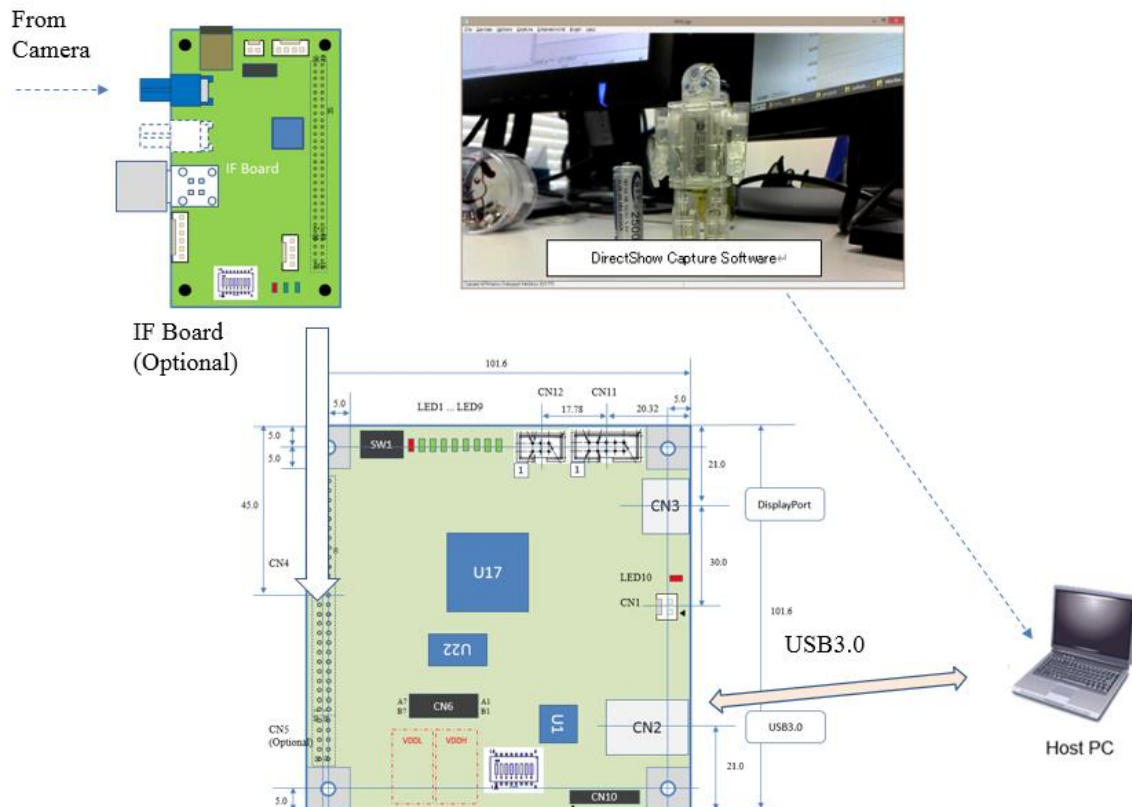 From
Camera
IF Board
DirectShow Capture Software↵
2500
IF Board
(Optional)
101.6
CN12
CN11
5.0
LED1 ... LED9
17.78
20.32
5.0
5.0
SW1
5.0
1
1
21.0
CN3
DisplayPort
45.0
U17
30.0
CN4
LED10
CN1
101.6
USB3.0
U22
A7
B7
CN6
A1
B1
CN5
(Optional)
VDDL
VDDH
U1
CN2
USB3.0
Host PC
21.0
5.0
CN10